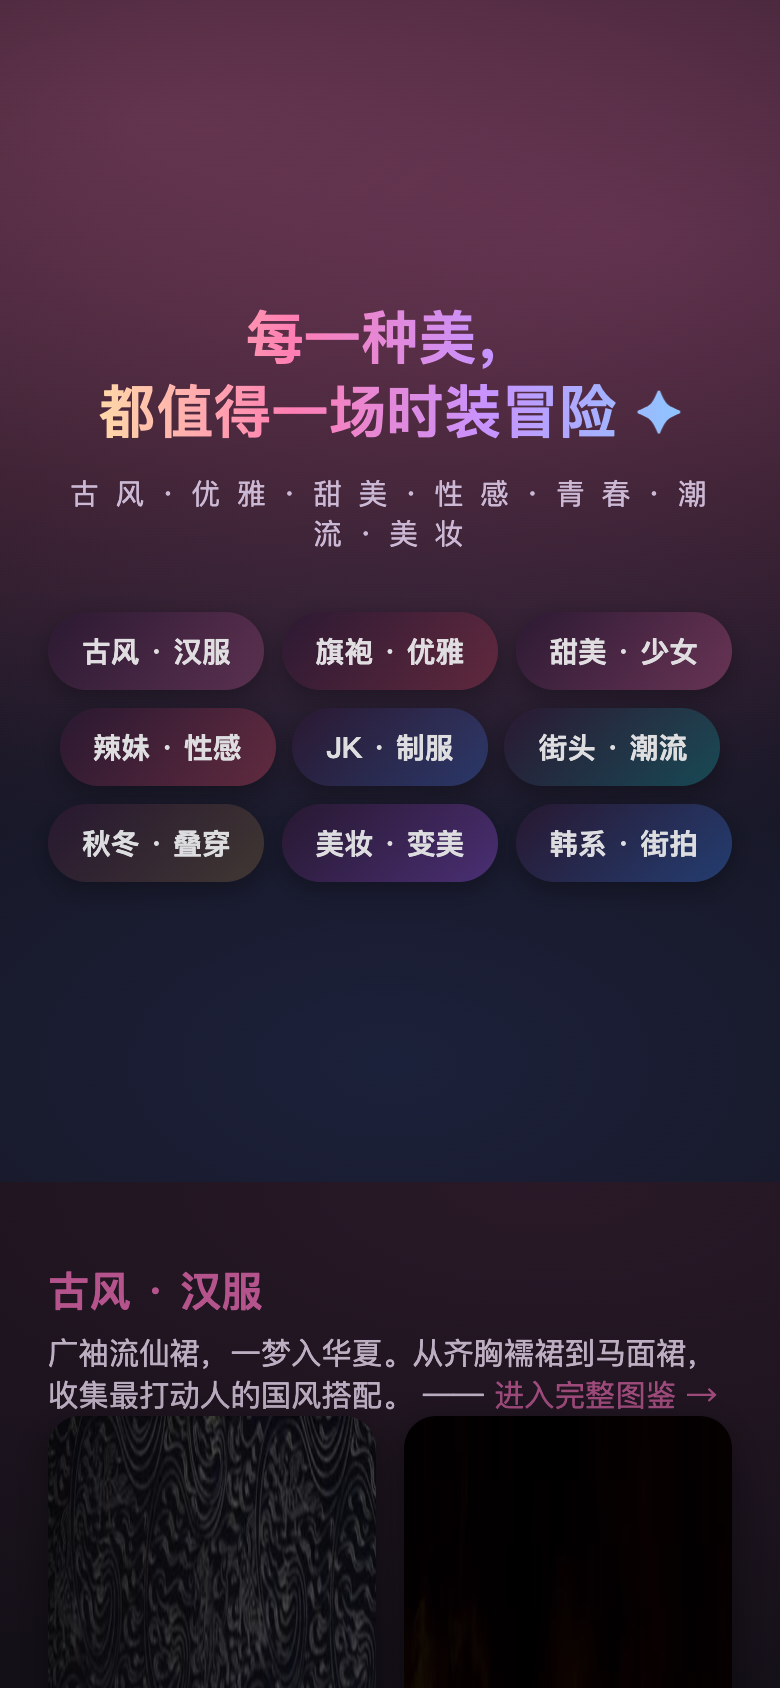 每一种美，
都值得一场时装冒险 ✦
古风·优雅·甜美·性感·青春·潮
流·美妆
古风 · 汉服
旗袍 · 优雅
甜美 · 少女
辣妹 · 性感
JK · 制服
街头 · 潮流
秋冬 · 叠穿
美妆 · 变美
韩系 · 街拍
古风 · 汉服
广袖流仙裙，一梦入华夏。从齐胸襦裙到马面裙，
收集最打动人的国风搭配。 —— 进入完整图鉴 →